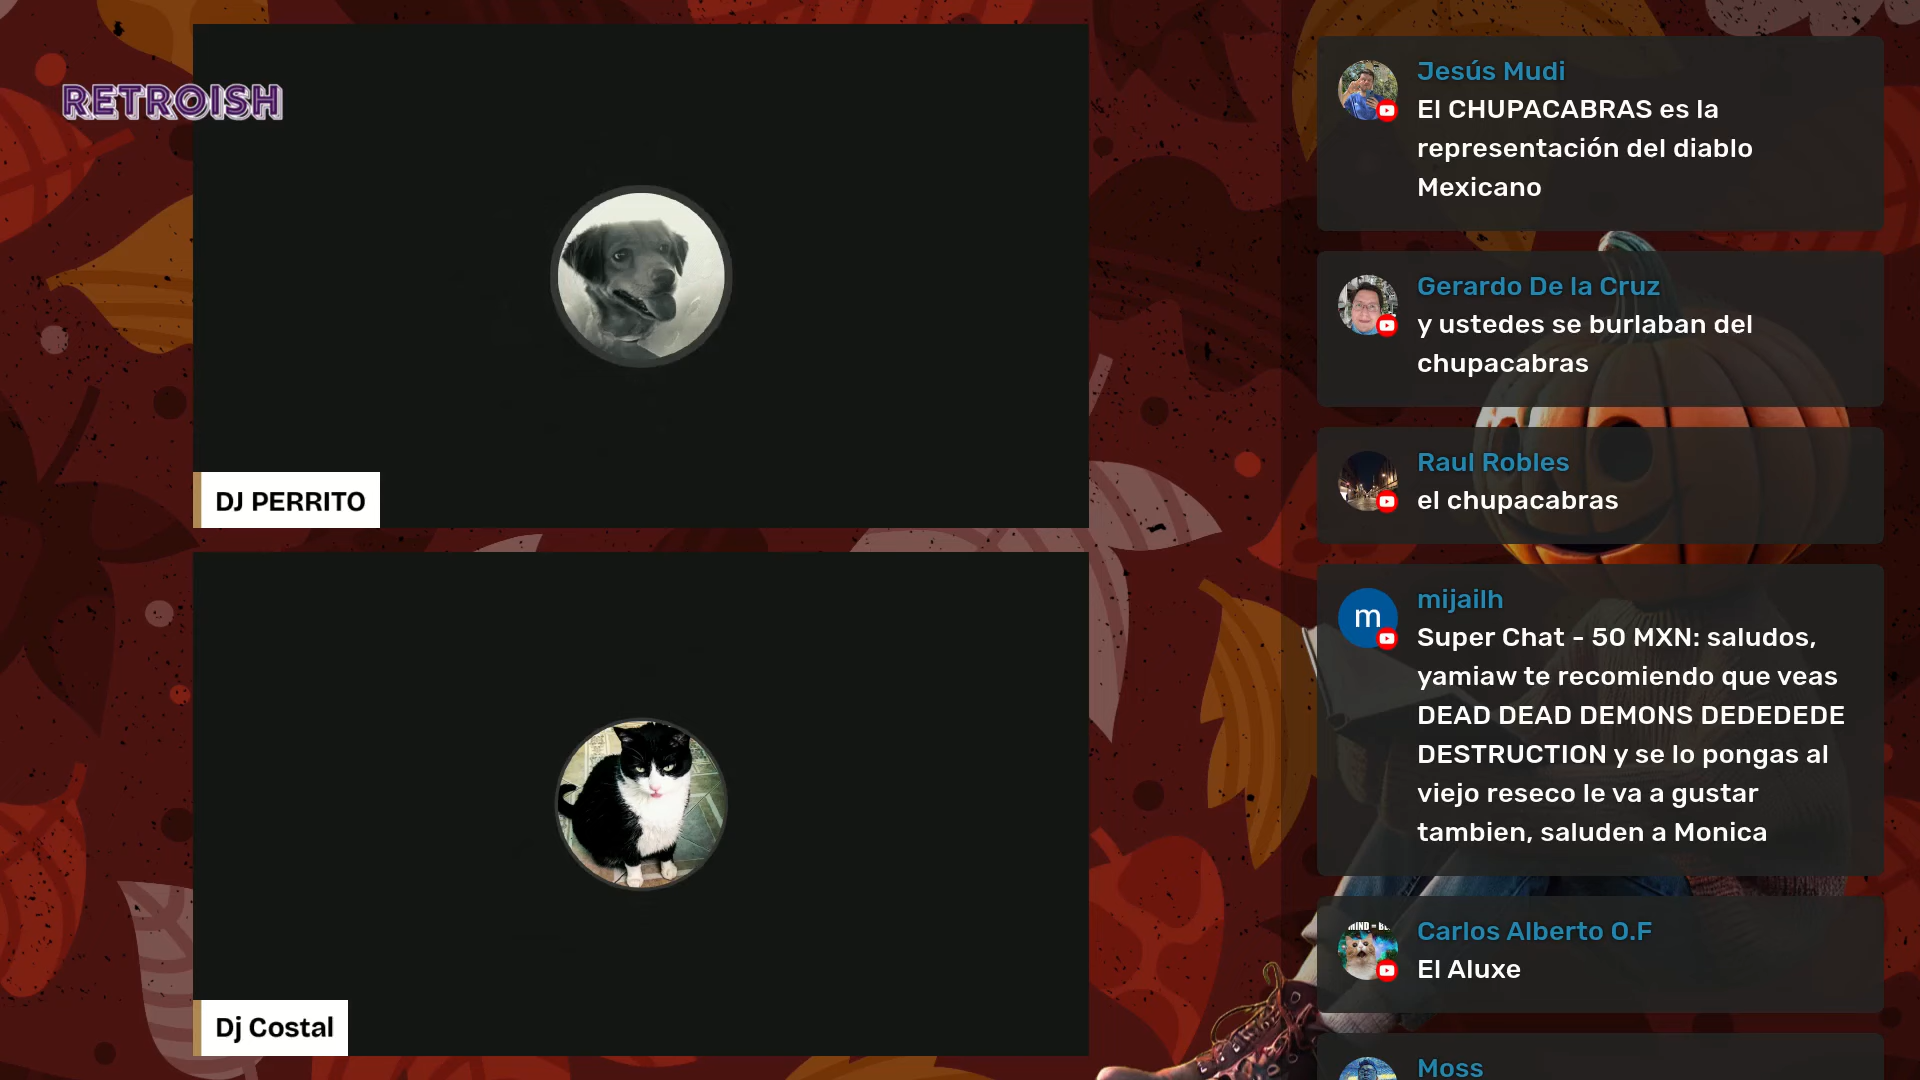 RETROISH
DJ PERRITO
Dj Costal
Jesús Mudi
El CHUPACABRAS es la
representación del diablo
Mexicano
Gerardo De la Cruz
y ustedes se burlaban del
chupacabras
Raul Robles
el chupacabras
m
mijailh
Super Chat - 50 MXN: saludos,
yamiaw te recomiendo que veas
DEAD DEAD DEMONS DEDEDEDE
DESTRUCTION y se lo pongas al
viejo reseco le va a gustar
tambien, saluden a Monica
Carlos Alberto O.F
El Aluxe
Moss